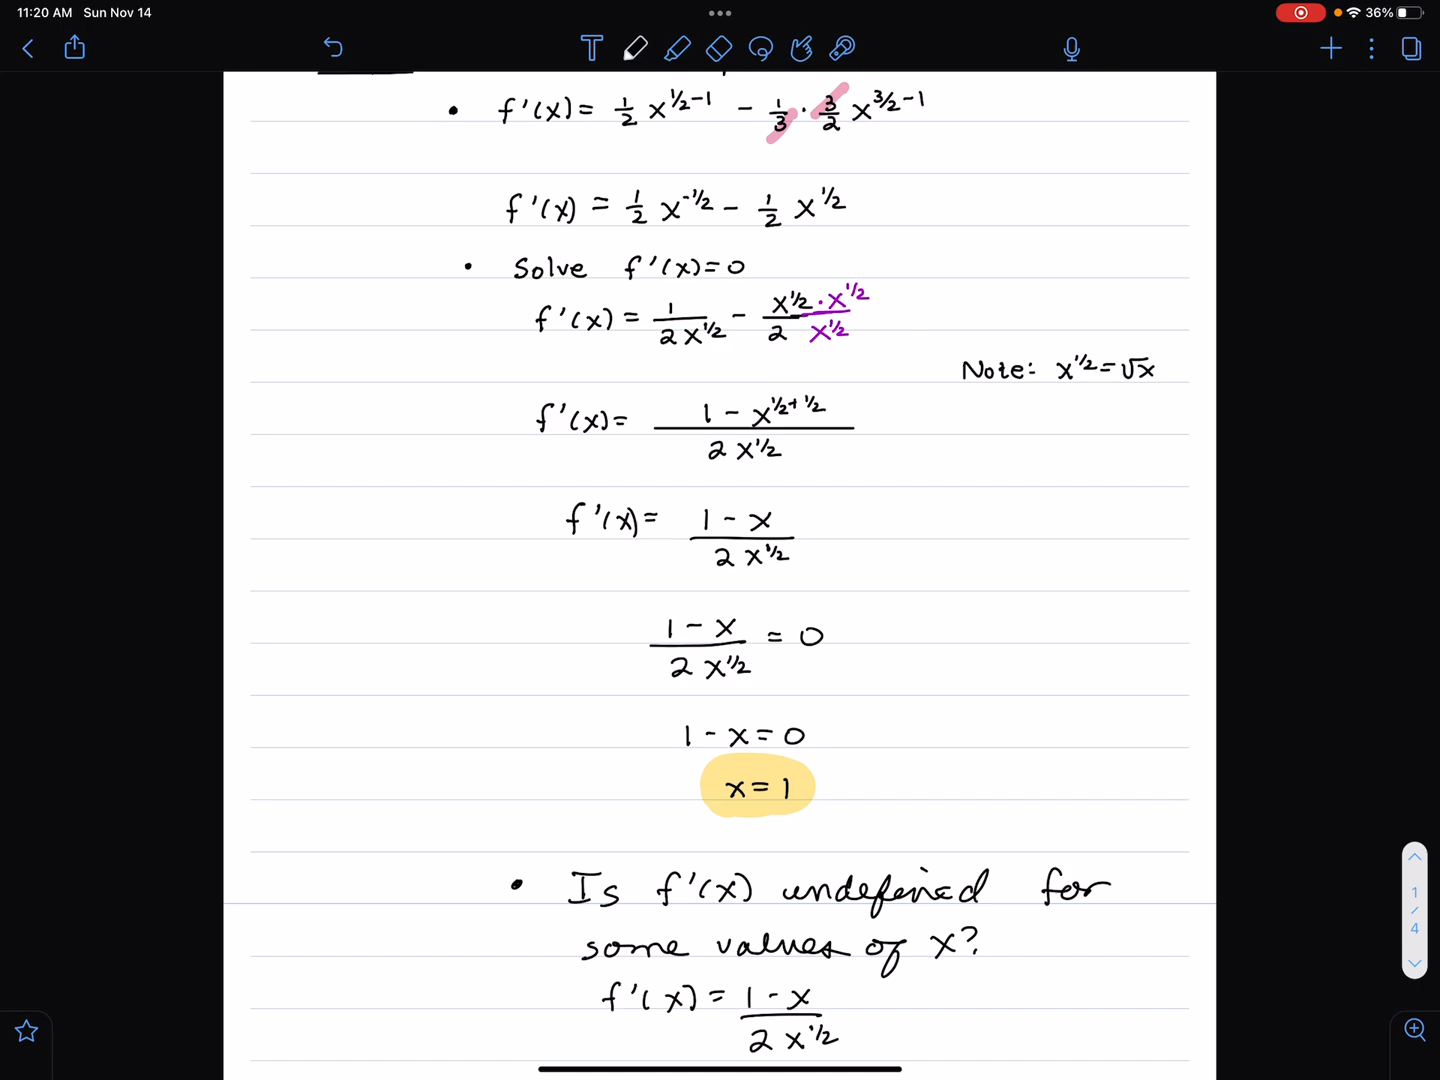 11:20 AM Sun Nov 14
36%
f'(x) = 1/2 x^(1/2-1) - 1/3 · 3/2 x^(3/2-1)
f'(x) = 1/2 x^(-1/2) - 1/2 x^(1/2)
Solve f'(x)=0
f'(x) = 1/(2x^(1/2)) - x^(1/2)/2 · x^(1/2)/x^(1/2)
Note: x^(1/2) = √x
f'(x) = (1 - x^(1/2+1/2))/(2x^(1/2))
f'(x) = (1 - x)/(2x^(1/2))
(1 - x)/(2x^(1/2)) = 0
1 - x = 0
x = 1
Is f'(x) undefined for
some values of x?
f'(x) = (1 - x)/(2x^(1/2))
1
/
4